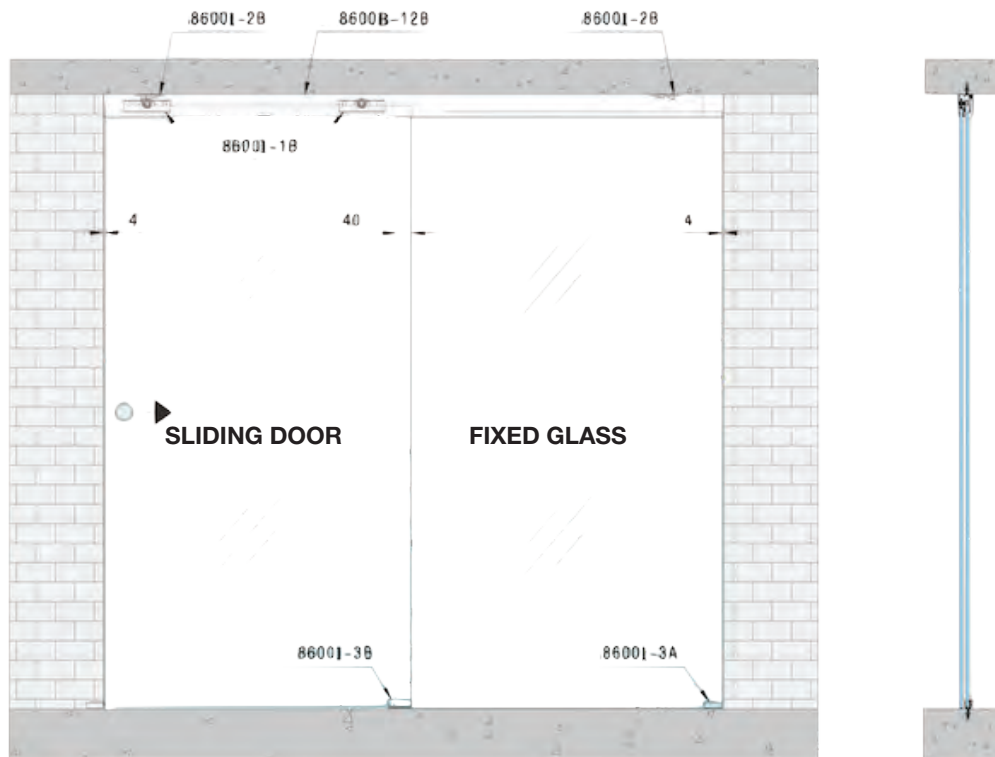 86001-2B
8600B-12B
86001-2B
86001-1B
4
40
4
SLIDING DOOR
FIXED GLASS
86001-3B
86001-3A